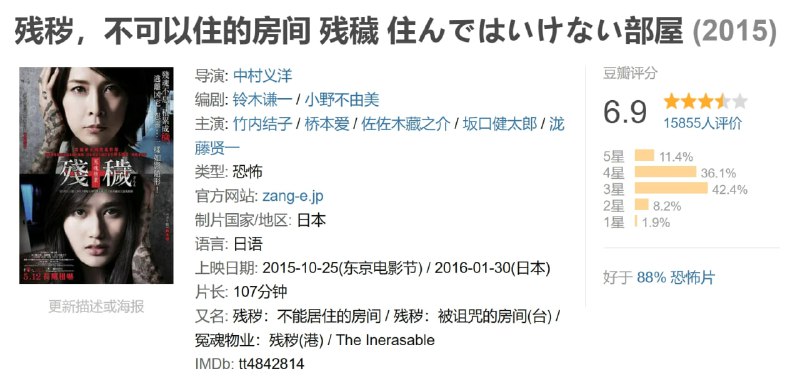 残秽，不可以住的房间 残穢 住んではいけない部屋 (2015)
導演: 中村义洋
编剧: 铃木谦一 / 小野不由美
主演: 竹内结子 / 桥本爱 / 佐佐木藏之介 / 坂口健太郎 / 泷
藤贤一
类型: 恐怖
官方网站: zang-e.jp
制片国家/地区: 日本
语言: 日语
上映日期: 2015-10-25(东京电影节) / 2016-01-30(日本)
片长: 107分钟
又名: 残秽：不能居住的房间 / 残秽：被诅咒的房间(台) /
冤魂物业：残秽(港) / The Inerasable
IMDb: tt4842814
殘穢
5.12
更新描述或海报
豆瓣评分
6.9
15855人评价
5星 11.4%
4星 36.1%
3星 42.4%
2星 8.2%
1星 1.9%
好于 88% 恐怖片